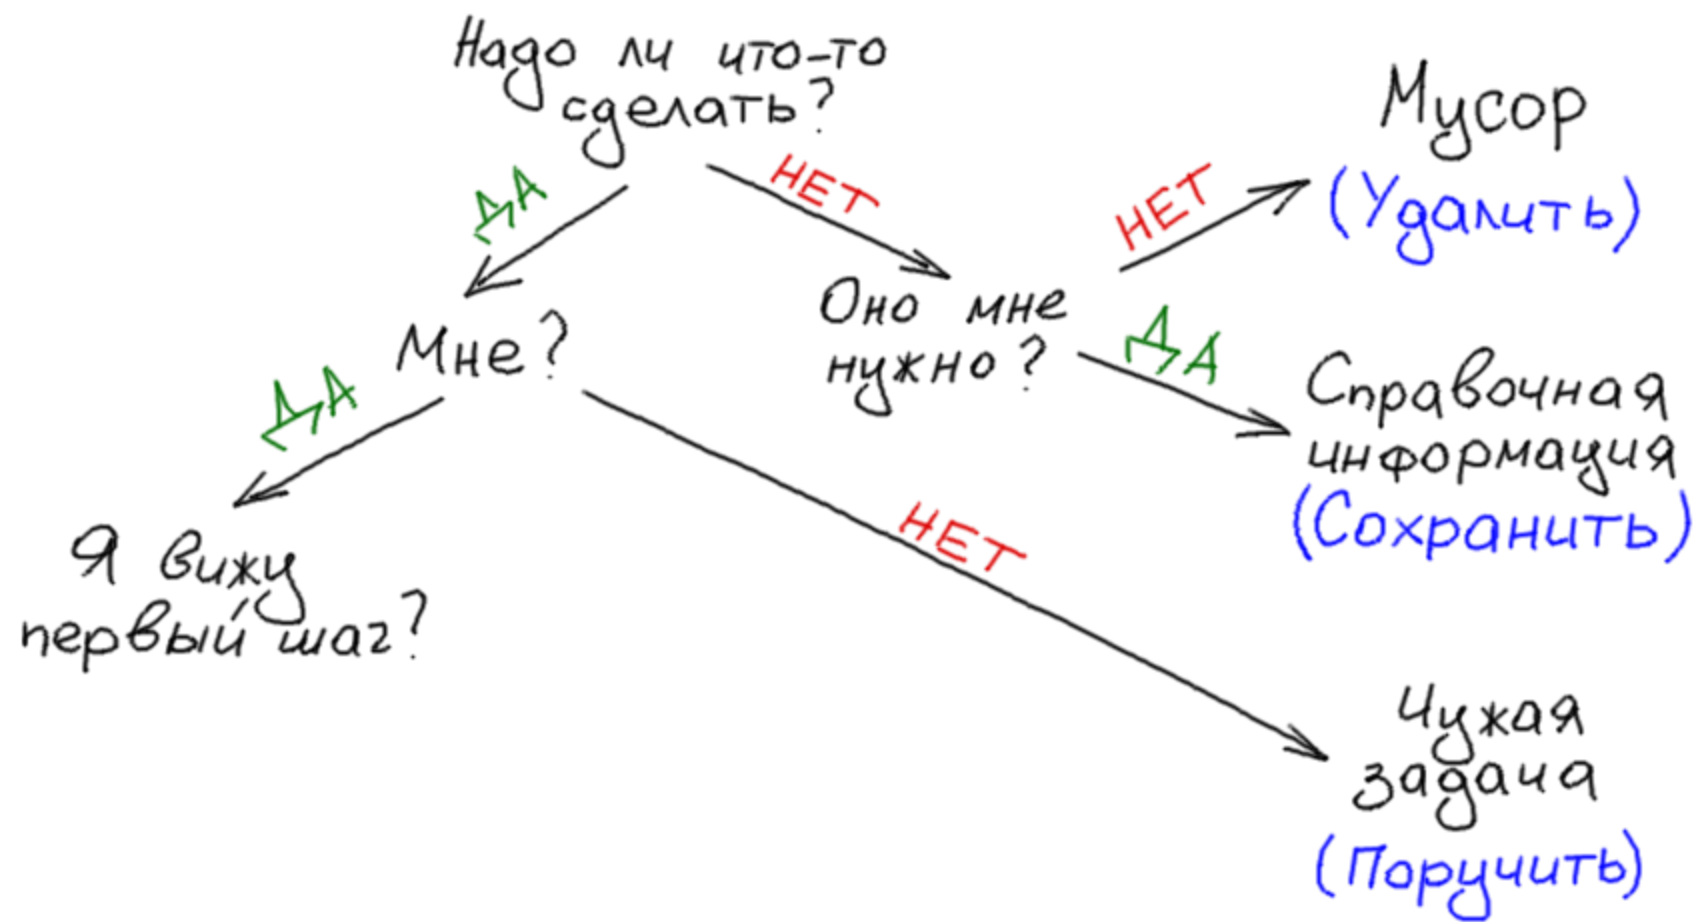 Надо ли что-то
сделать?
ДА
НЕТ
НЕТ
Мусор
(Удалить)
Мне?
Оно мне
нужно?
ДА
Справочная
информация
(Сохранить)
ДА
НЕТ
Я вижу
первый шаг?
Чужая
задача
(Поручить)